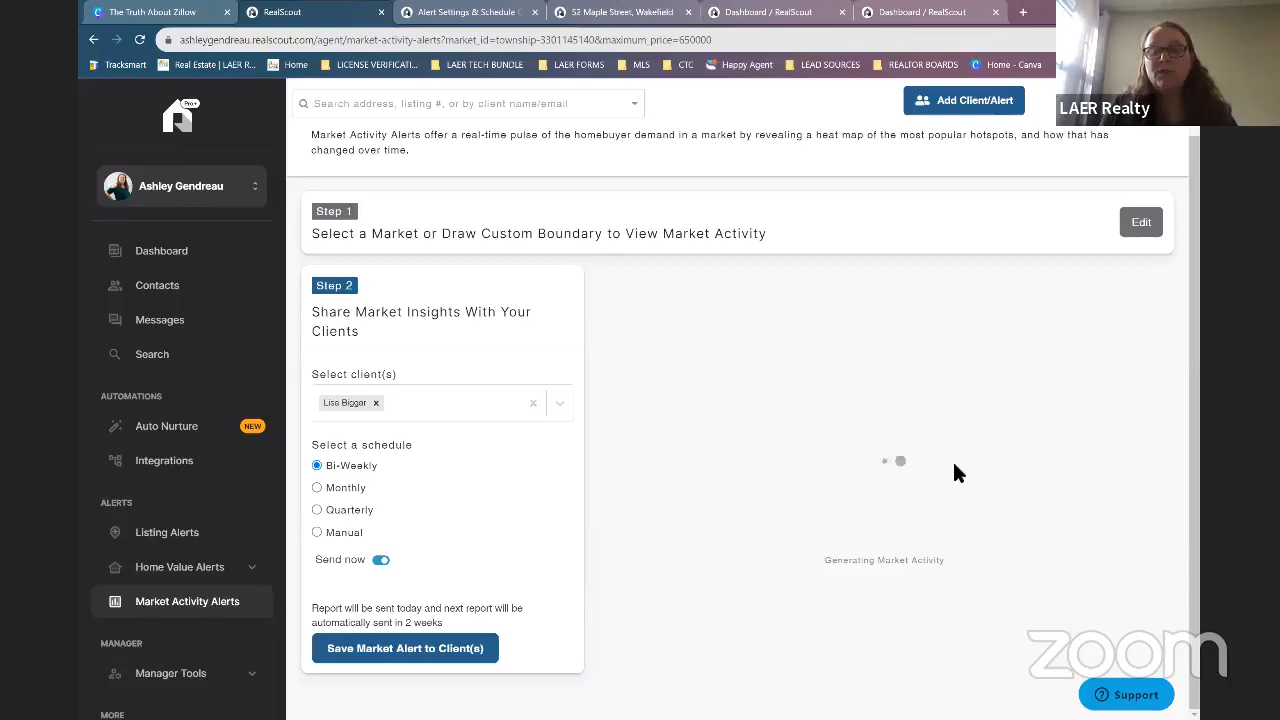 The Truth About Zillow
RealScout
Alert Settings & Schedule C
52 Maple Street, Wakefield
Dashboard / RealScout
Dashboard / RealScout
ashleygendreau.realscout.com/agent/market-activity-alerts?market_id=township-3301145140&maximum_price=650000
Tracksmart
Real Estate | LAER R...
Home
LICENSE VERIFICATI...
LAER TECH BUNDLE
LAER FORMS
MLS
CTC
Happy Agent
LEAD SOURCES
REALTOR BOARDS
Home - Canva
LAER Realty
Pro+
Search address, listing #, or by client name/email
Add Client/Alert
Market Activity Alerts offer a real-time pulse of the homebuyer demand in a market by revealing a heat map of the most popular hotspots, and how that has
changed over time.
Ashley Gendreau
Dashboard
Contacts
Messages
Search
AUTOMATIONS
Auto Nurture
NEW
Integrations
ALERTS
Listing Alerts
Home Value Alerts
Market Activity Alerts
MANAGER
Manager Tools
MORE
Step 1
Select a Market or Draw Custom Boundary to View Market Activity
Edit
Step 2
Share Market Insights With Your
Clients
Select client(s)
Lisa Biggar
Select a schedule
Bi-Weekly
Monthly
Quarterly
Manual
Send now
Report will be sent today and next report will be
automatically sent in 2 weeks
Save Market Alert to Client(s)
Generating Market Activity
zoom
Support